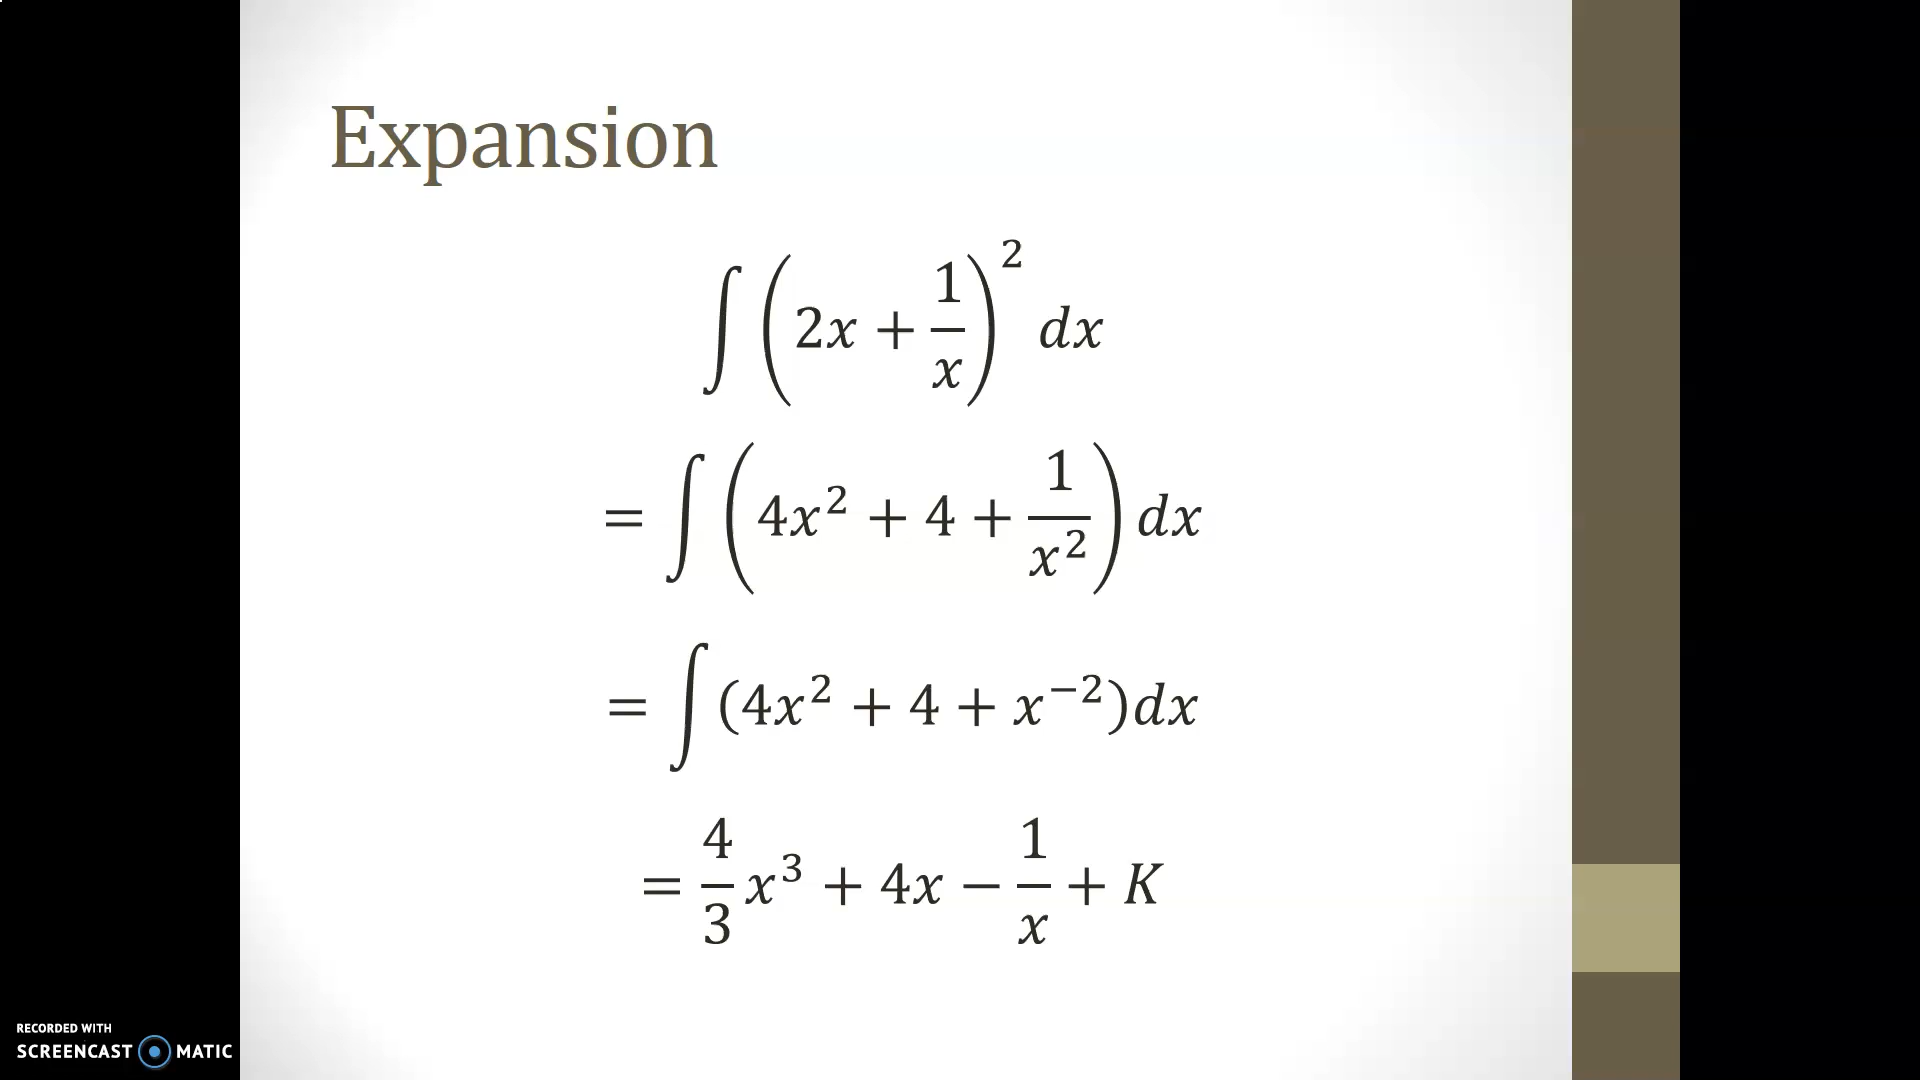 Expansion
∫ (2x + 1/x)² dx
= ∫ (4x² + 4 + 1/x²) dx
= ∫ (4x² + 4 + x⁻²)dx
= 4/3 x³ + 4x − 1/x + K
RECORDED WITH
SCREENCAST MATIC